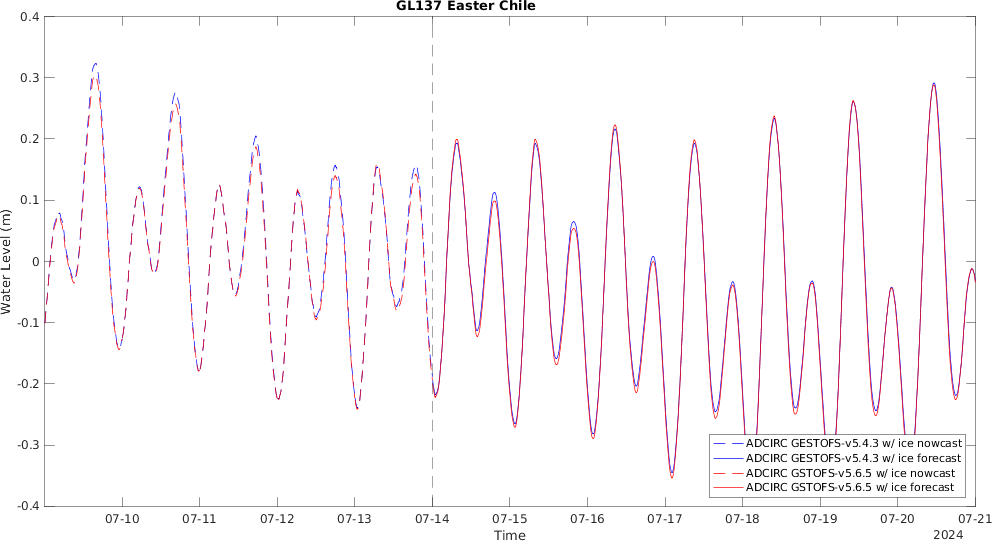 GL137 Easter Chile
0.4
0.3
0.2
0.1
0
-0.1
-0.2
-0.3
-0.4
Water Level (m)
ADCIRC GESTOFS-v5.4.3 w/ ice nowcast
ADCIRC GESTOFS-v5.4.3 w/ ice forecast
ADCIRC GSTOFS-v5.6.5 w/ ice nowcast
ADCIRC GSTOFS-v5.6.5 w/ ice forecast
07-10 07-11 07-12 07-13 07-14 07-15 07-16 07-17 07-18 07-19 07-20 07-21
Time
2024